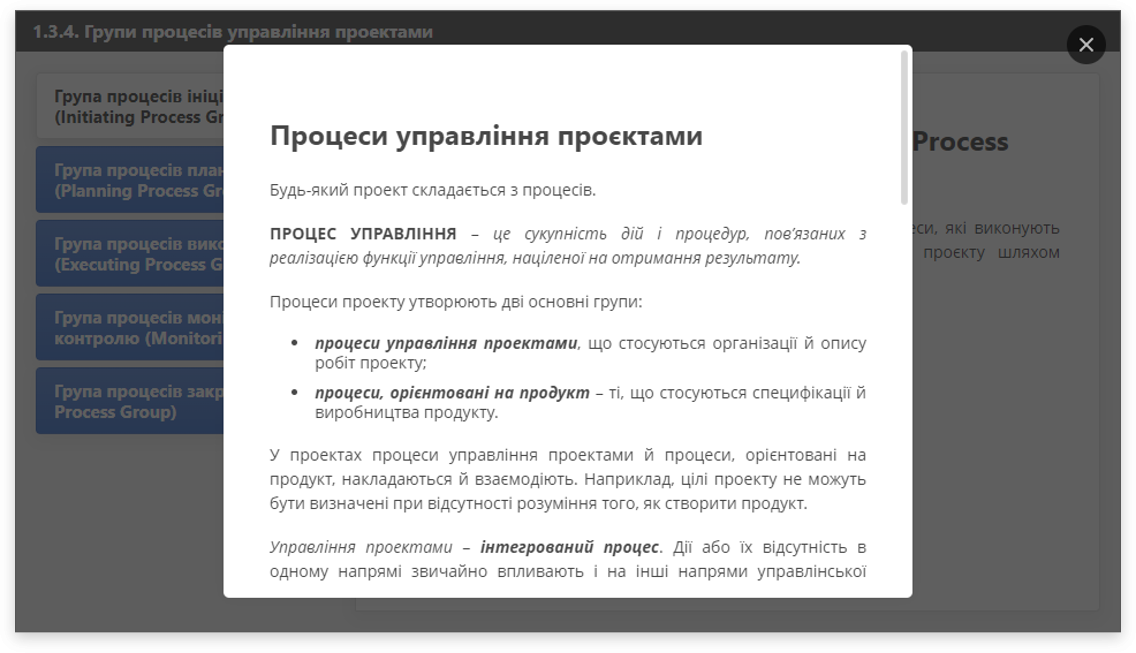 1.3.4. Групи процесів управління проектами
Група процесів ініці
(Initiating Process Gr
Група процесів план
(Planning Process Gr
Група процесів вико
(Executing Process G
Група процесів моні
контролю (Monitori
Група процесів закр
Process Group)
Процеси управління проєктами
Будь-який проект складається з процесів.
ПРОЦЕС УПРАВЛІННЯ – це сукупність дій і процедур, пов’язаних з
реалізацією функції управління, націленої на отримання результату.
Процеси проекту утворюють дві основні групи:
• процеси управління проектами, що стосуються організації й опису
робіт проекту;
• процеси, орієнтовані на продукт – ті, що стосуються специфікації й
виробництва продукту.
У проектах процеси управління проектами й процеси, орієнтовані на
продукт, накладаються й взаємодіють. Наприклад, цілі проекту не можуть
бути визначені при відсутності розуміння того, як створити продукт.
Управління проектами – інтегрований процес. Дії або їх відсутність в
одному напрямі звичайно впливають і на інші напрями управлінської
Process
еси, які виконують
проєкту шляхом